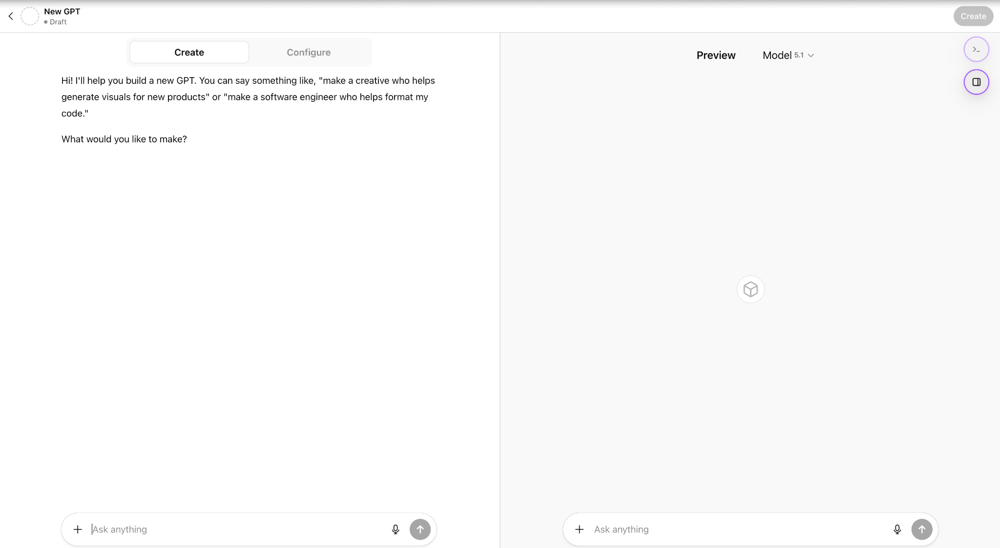 New GPT
Draft
Create
Create
Configure
Hi! I'll help you build a new GPT. You can say something like, "make a creative who helps
generate visuals for new products" or "make a software engineer who helps format my
code."
What would you like to make?
Ask anything
Preview
Model 5.1
Ask anything